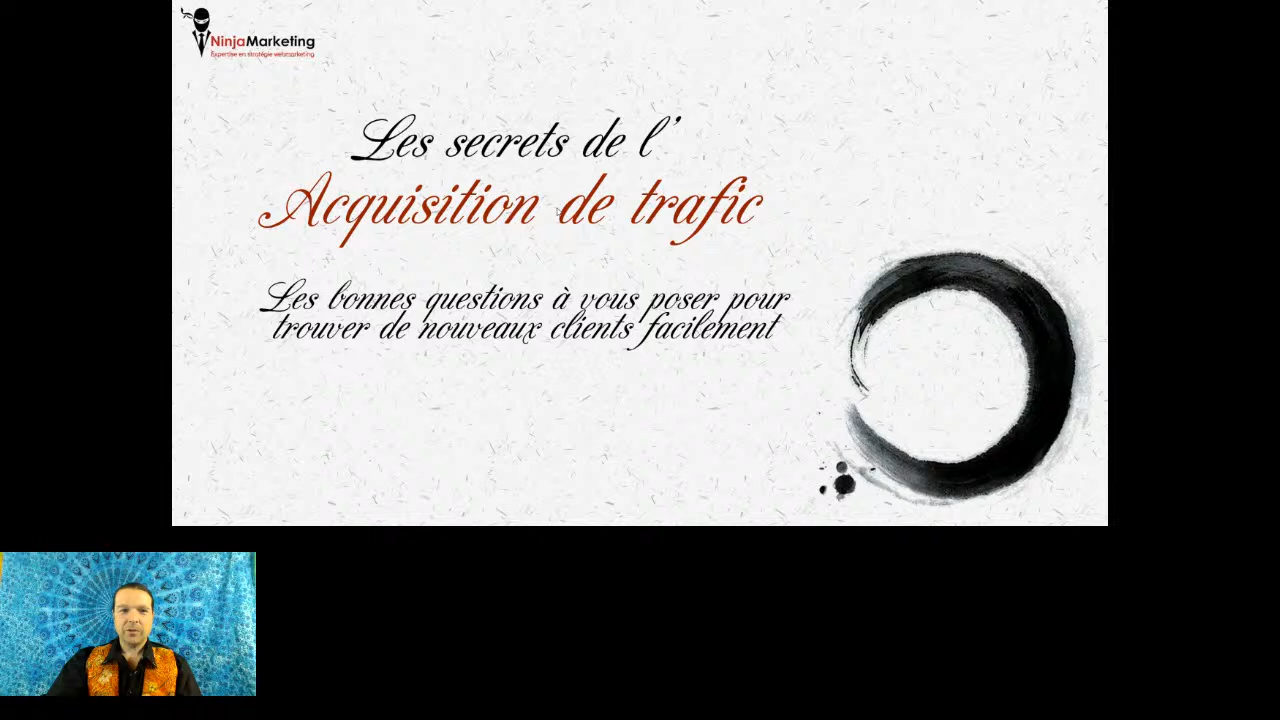 NinjaMarketing
Expertise en stratégie webmarketing
Les secrets de l'
Acquisition de trafic
Les bonnes questions à vous poser pour
trouver de nouveaux clients facilement